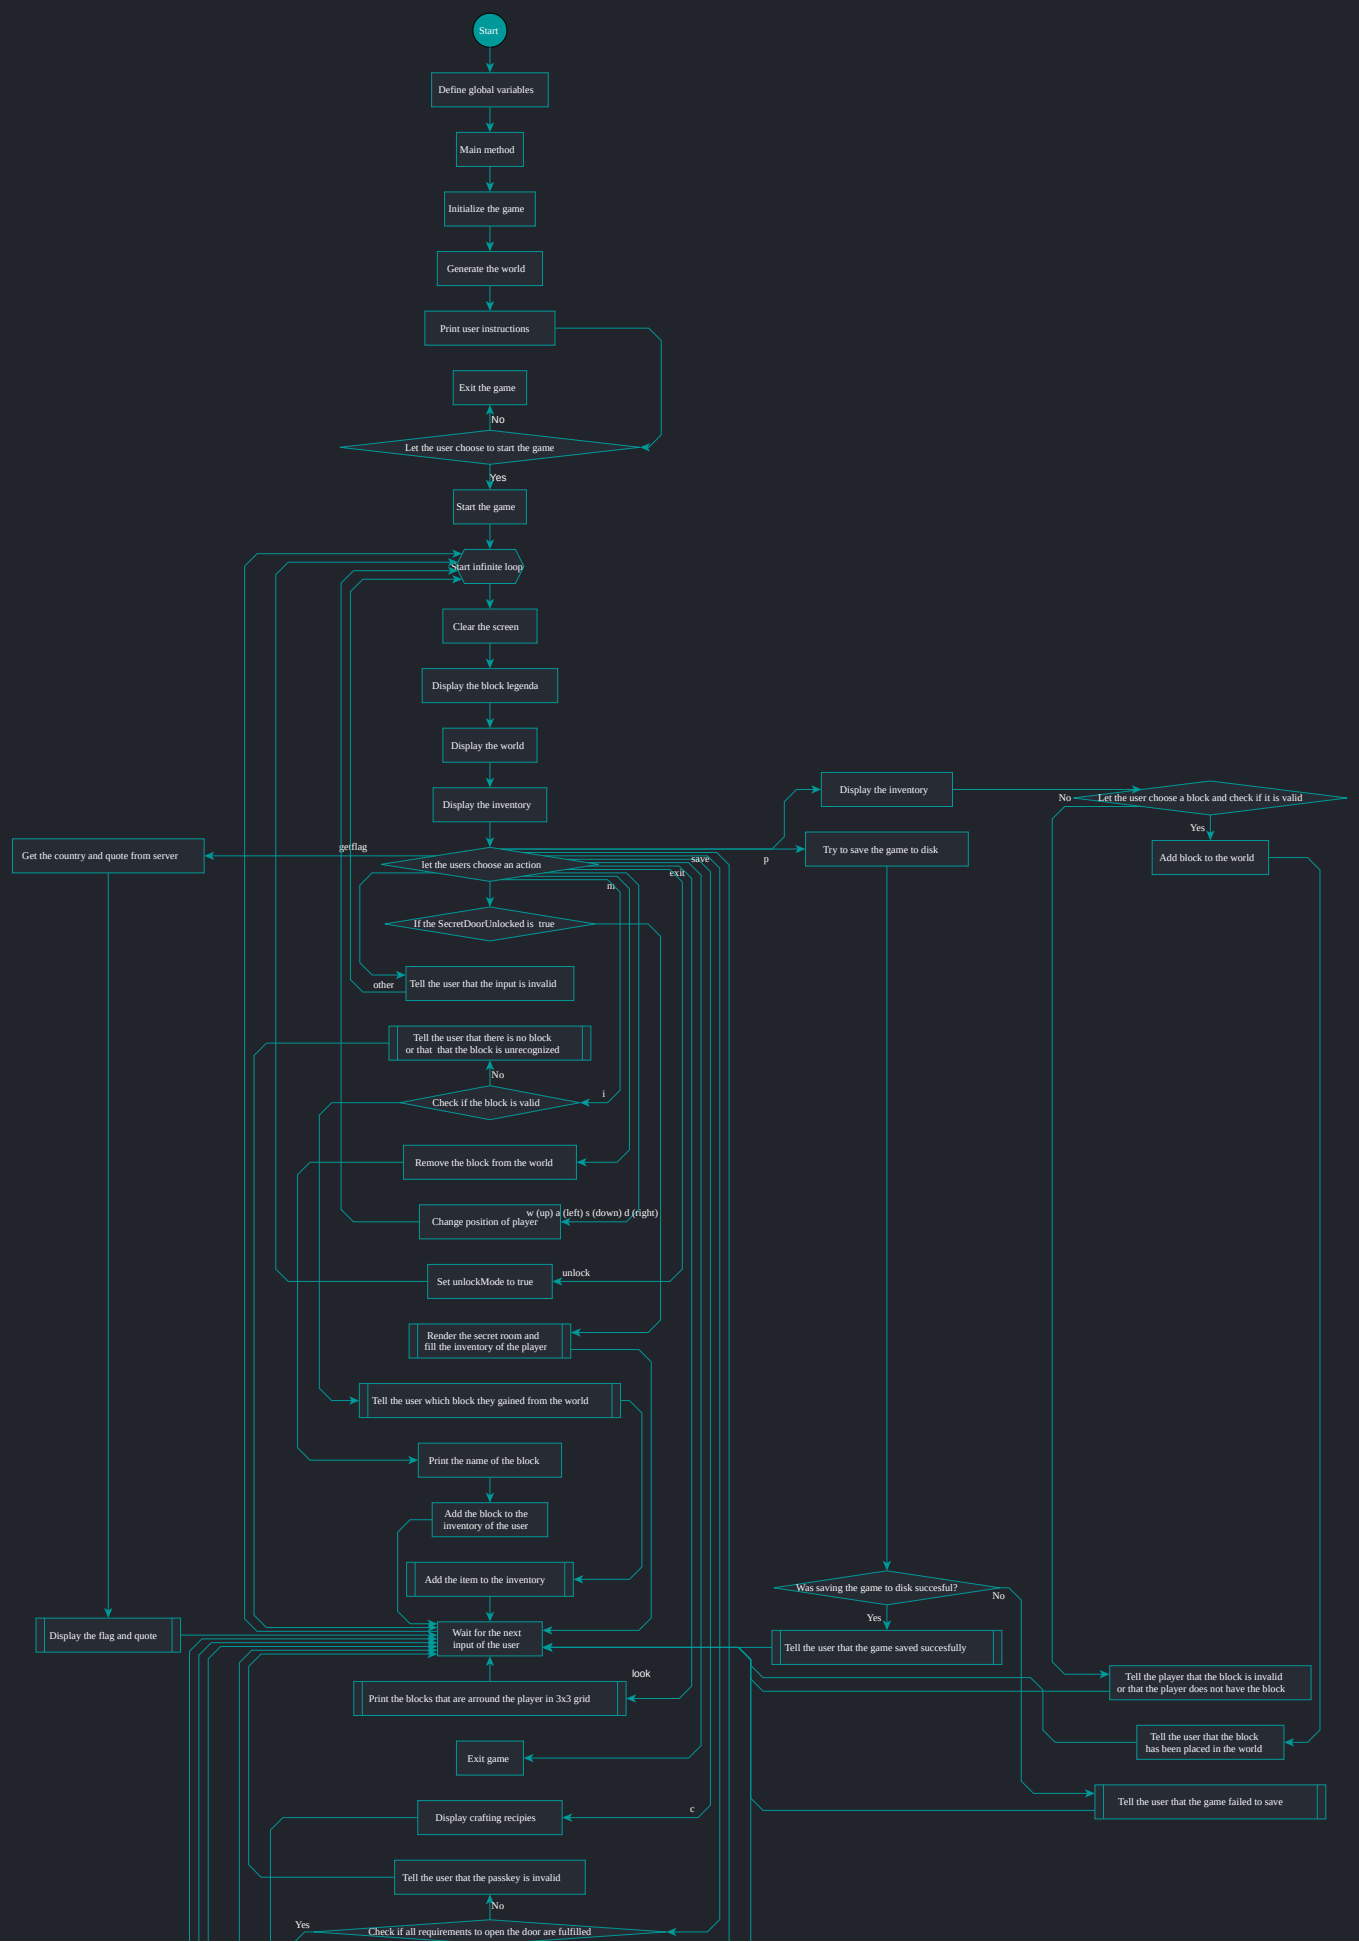 Start
Define global variables
Main method
Initialize the game
Generate the world
Print user instructions
Exit the game
No
Let the user choose to start the game
Yes
Start the game
Start infinite loop
Clear the screen
Display the block legenda
Display the world
Display the inventory
Display the inventory
No
Let the user choose a block and check if it is valid
Yes
Get the country and quote from server
getflag
let the users choose an action
save
p
Try to save the game to disk
Add block to the world
exit
m
If the SecretDoorUnlocked is  true
other
Tell the user that the input is invalid
Tell the user that there is no block
or that  that the block is unrecognized
No
i
Check if the block is valid
Remove the block from the world
w (up) a (left) s (down) d (right)
Change position of player
unlock
Set unlockMode to true
Render the secret room and
fill the inventory of the player
Tell the user which block they gained from the world
Print the name of the block
Add the block to the
inventory of the user
Add the item to the inventory
Was saving the game to disk succesful?
No
Yes
Display the flag and quote
Wait for the next
input of the user
Tell the user that the game saved succesfully
look
Print the blocks that are arround the player in 3x3 grid
Tell the player that the block is invalid
or that the player does not have the block
Tell the user that the block
has been placed in the world
Exit game
Tell the user that the game failed to save
c
Display crafting recipies
Tell the user that the passkey is invalid
No
Yes
Check if all requirements to open the door are fulfilled